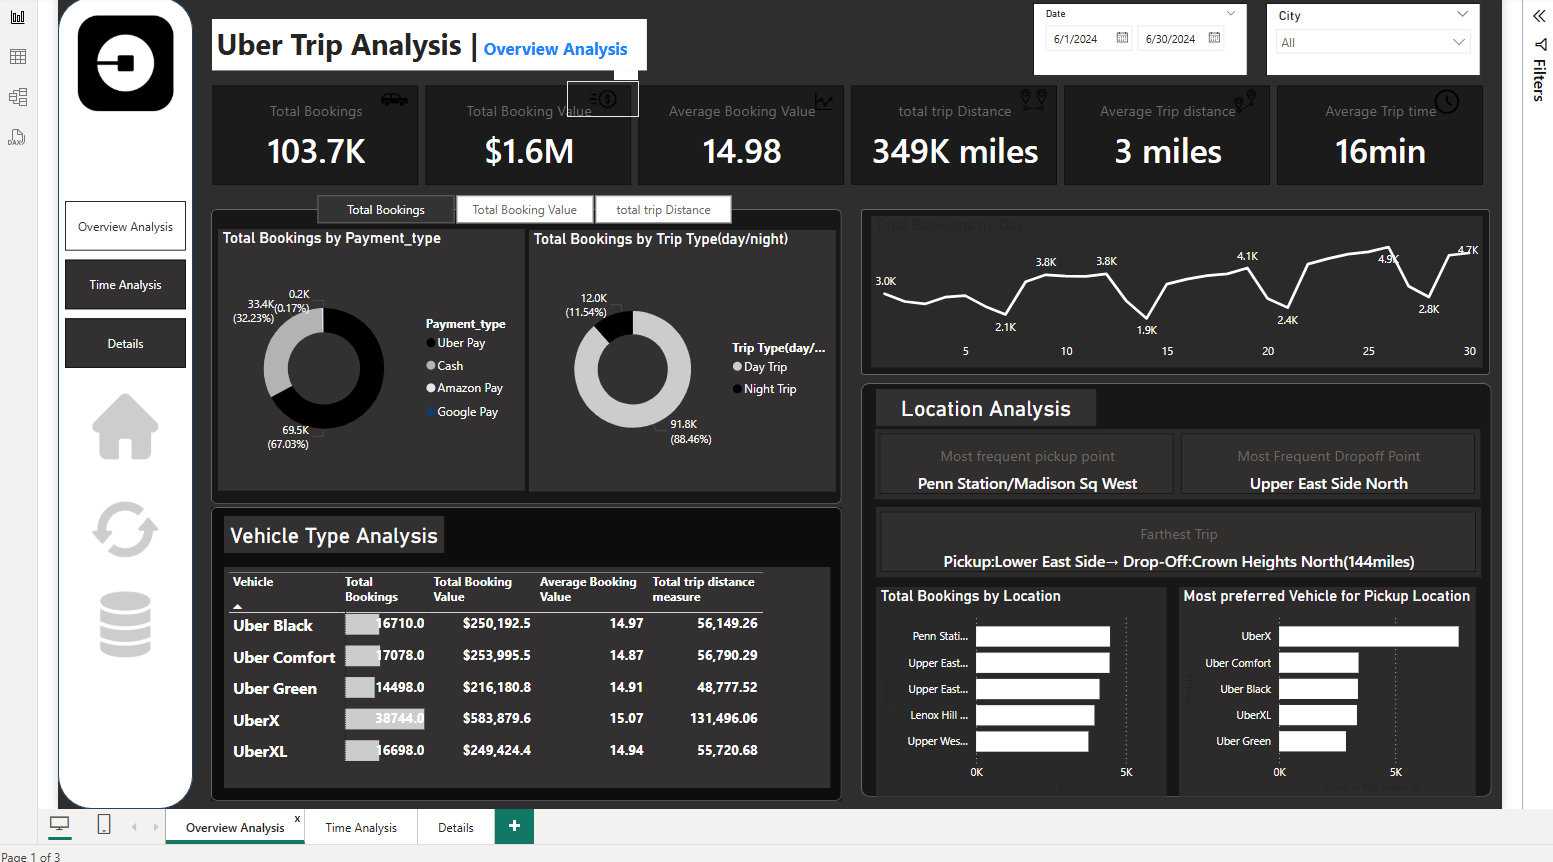 Uber Trip Analysis | Overview Analysis
Date
6/1/2024
6/30/2024
City
All
Filters
DAX
Total Bookings
103.7K
Total Booking Value
$1.6M
Average Booking Value
14.98
total trip Distance
349K miles
Average Trip distance
3 miles
Average Trip time
16min
Overview Analysis
Time Analysis
Details
Total Bookings
Total Booking Value
total trip Distance
Total Bookings by Payment_type
0.2K
(0.17%)
33.4K
(32.23%)
69.5K
(67.03%)
Payment_type
Uber Pay
Cash
Amazon Pay
Google Pay
Total Bookings by Trip Type(day/night)
12.0K
(11.54%)
91.8K
(88.46%)
Trip Type(day/...
Day Trip
Night Trip
Total Bookings by Day
3.0K
2.1K
3.8K
3.8K
1.9K
4.1K
2.4K
4.9K
2.8K
4.7K
5 10 15 20 25 30
Location Analysis
Most frequent pickup point
Penn Station/Madison Sq West
Most Frequent Dropoff Point
Upper East Side North
Farthest Trip
Pickup:Lower East Side→ Drop-Off:Crown Heights North(144miles)
Vehicle Type Analysis
Vehicle Total Bookings Total Booking Value Average Booking Value Total trip distance measure
Uber Black 16710.0 $250,192.5 14.97 56,149.26
Uber Comfort 17078.0 $253,995.5 14.87 56,790.29
Uber Green 14498.0 $216,180.8 14.91 48,777.52
UberX 38744.0 $583,879.6 15.07 131,496.06
UberXL 16698.0 $249,424.4 14.94 55,720.68
Total Bookings by Location
Penn Stati...
Upper East...
Upper East...
Lenox Hill ...
Upper Wes...
0K 5K
Most preferred Vehicle for Pickup Location
UberX
Uber Comfort
Uber Black
UberXL
Uber Green
0K 5K
Overview Analysis x
Time Analysis
Details
+
Page 1 of 3